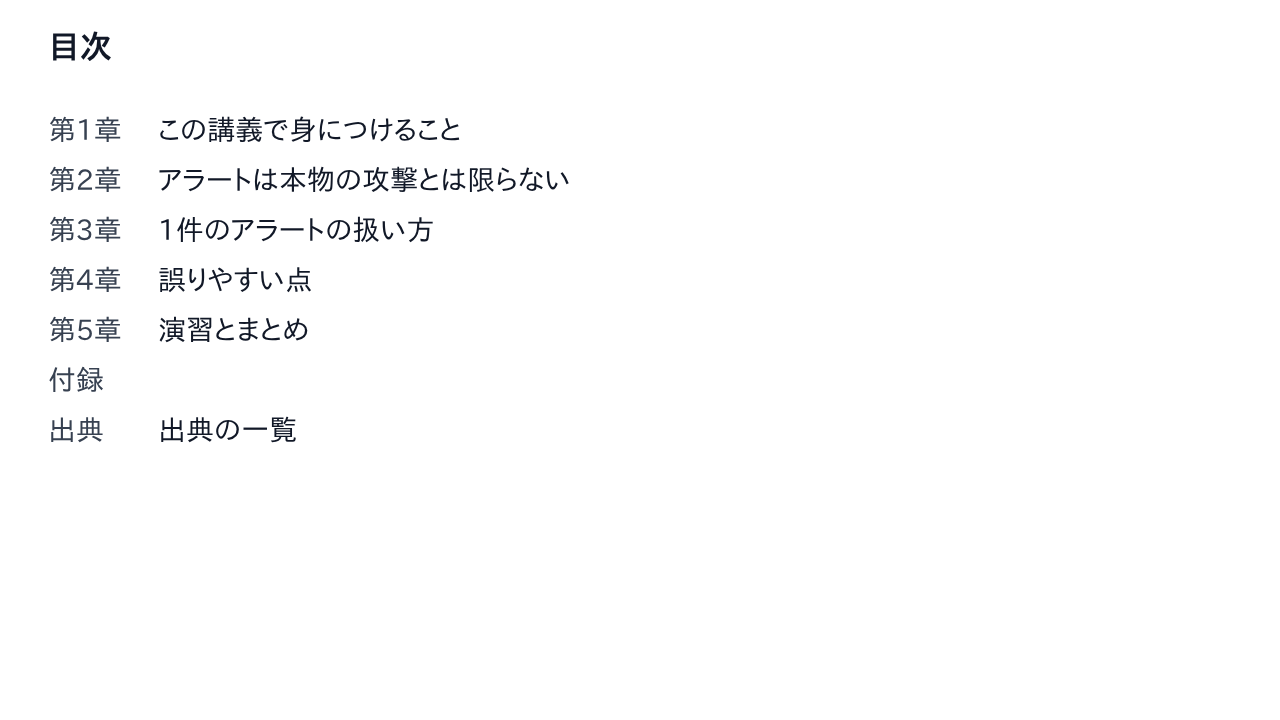 目次
第1章 この講義で身につけること
第2章 アラートは本物の攻撃とは限らない
第3章 1件のアラートの扱い方
第4章 誤りやすい点
第5章 演習とまとめ
付録
出典 出典の一覧